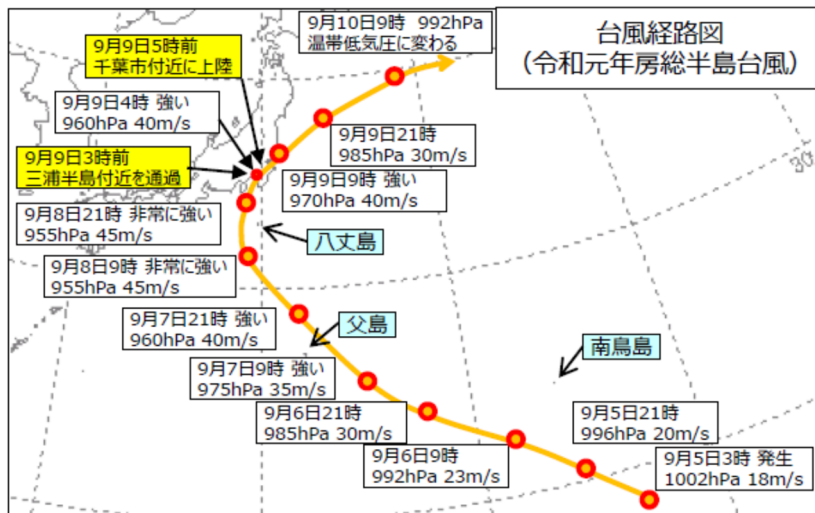 台風経路図
(令和元年房総半島台風)
9月10日9時 992hPa
温帯低気圧に変わる
9月9日5時前
千葉市付近に上陸
9月9日4時 強い
960hPa 40m/s
9月9日21時
985hPa 30m/s
9月9日3時前
三浦半島付近を通過
9月9日9時 強い
970hPa 40m/s
9月8日21時 非常に強い
955hPa 45m/s
八丈島
9月8日9時 非常に強い
955hPa 45m/s
9月7日21時 強い
960hPa 40m/s
父島
南鳥島
9月7日9時 強い
975hPa 35m/s
9月6日21時
985hPa 30m/s
9月5日21時
996hPa 20m/s
9月6日9時
992hPa 23m/s
9月5日3時 発生
1002hPa 18m/s
30